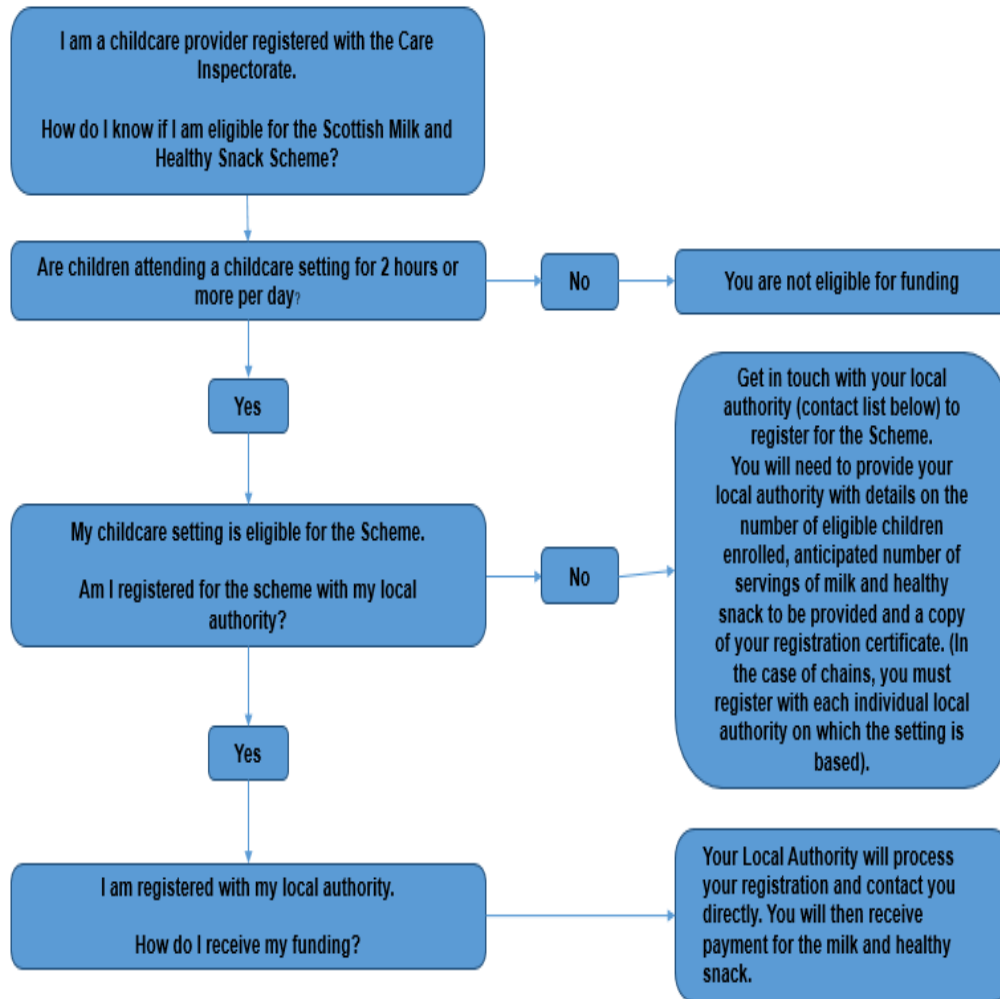 I am a childcare provider registered with the Care
Inspectorate.
How do I know if I am eligible for the Scottish Milk and
Healthy Snack Scheme?
Are children attending a childcare setting for 2 hours or
more per day?
No
You are not eligible for funding
Yes
My childcare setting is eligible for the Scheme.
Am I registered for the scheme with my local
authority?
No
Get in touch with your local
authority (contact list below) to
register for the Scheme.
You will need to provide your
local authority with details on the
number of eligible children
enrolled, anticipated number of
servings of milk and healthy
snack to be provided and a copy
of your registration certificate. (In
the case of chains, you must
register with each individual local
authority on which the setting is
based).
Yes
I am registered with my local authority.
How do I receive my funding?
Your Local Authority will process
your registration and contact you
directly. You will then receive
payment for the milk and healthy
snack.